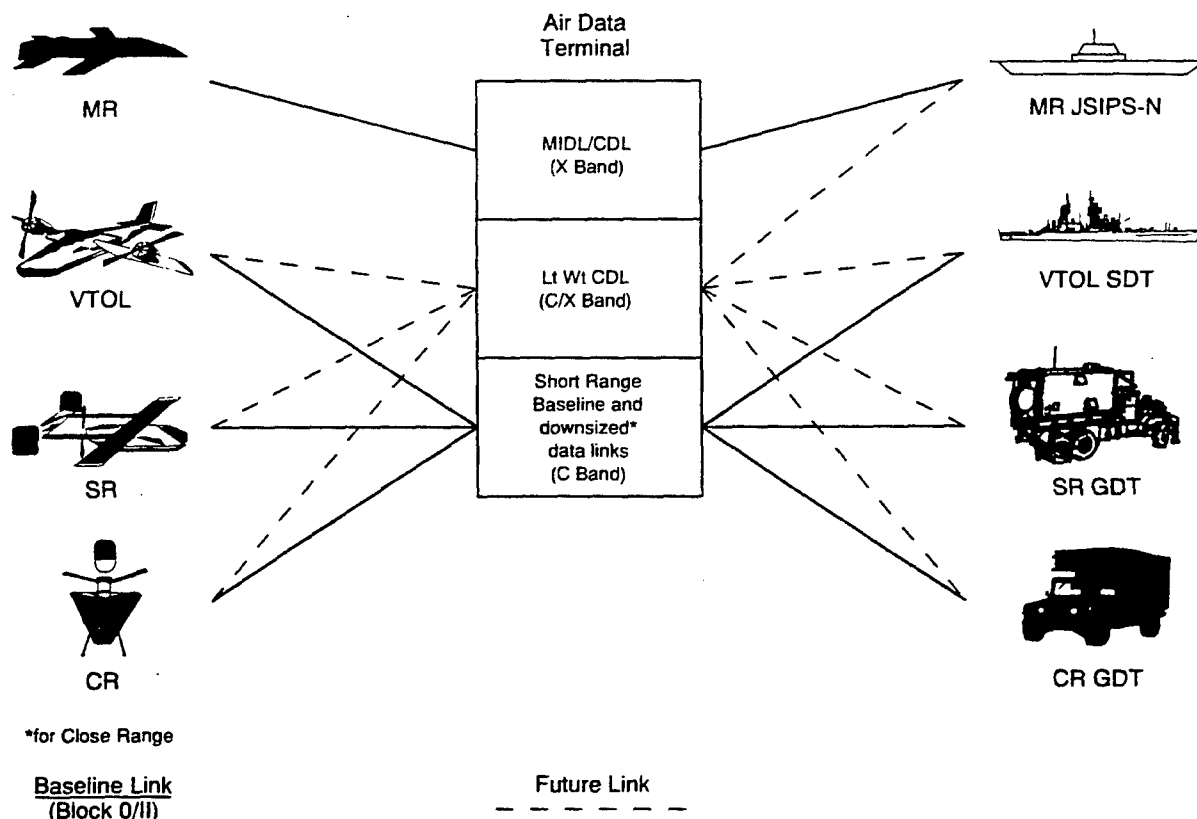 Air Data
Terminal
MR
MIDL/CDL
(X Band)
MR JSIPS-N
VTOL
Lt Wt CDL
(C/X Band)
VTOL SDT
SR
Short Range
Baseline and
downsized*
data links
(C Band)
SR GDT
CR
CR GDT
*for Close Range
Baseline Link
(Block 0/II)
Future Link